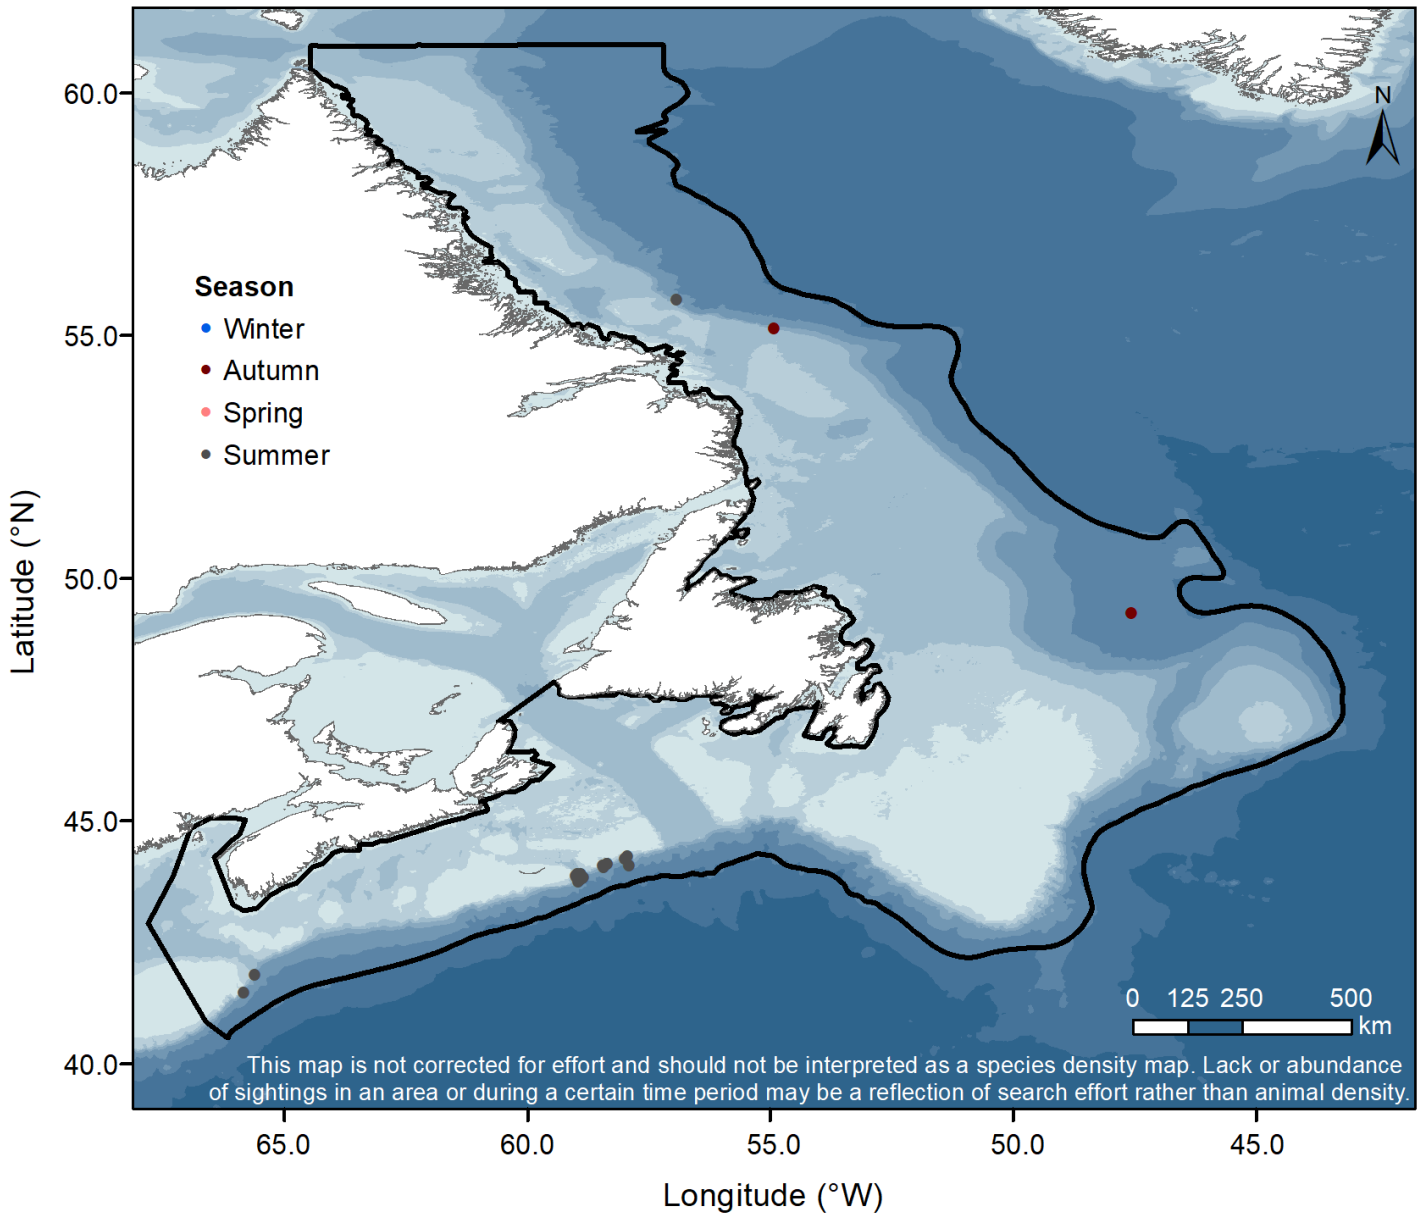 N
60.0
55.0
50.0
45.0
40.0
Latitude (°N)
Season
Winter
Autumn
Spring
Summer
0 125 250 500
km
This map is not corrected for effort and should not be interpreted as a species density map. Lack or abundance
of sightings in an area or during a certain time period may be a reflection of search effort rather than animal density.
65.0 60.0 55.0 50.0 45.0
Longitude (°W)